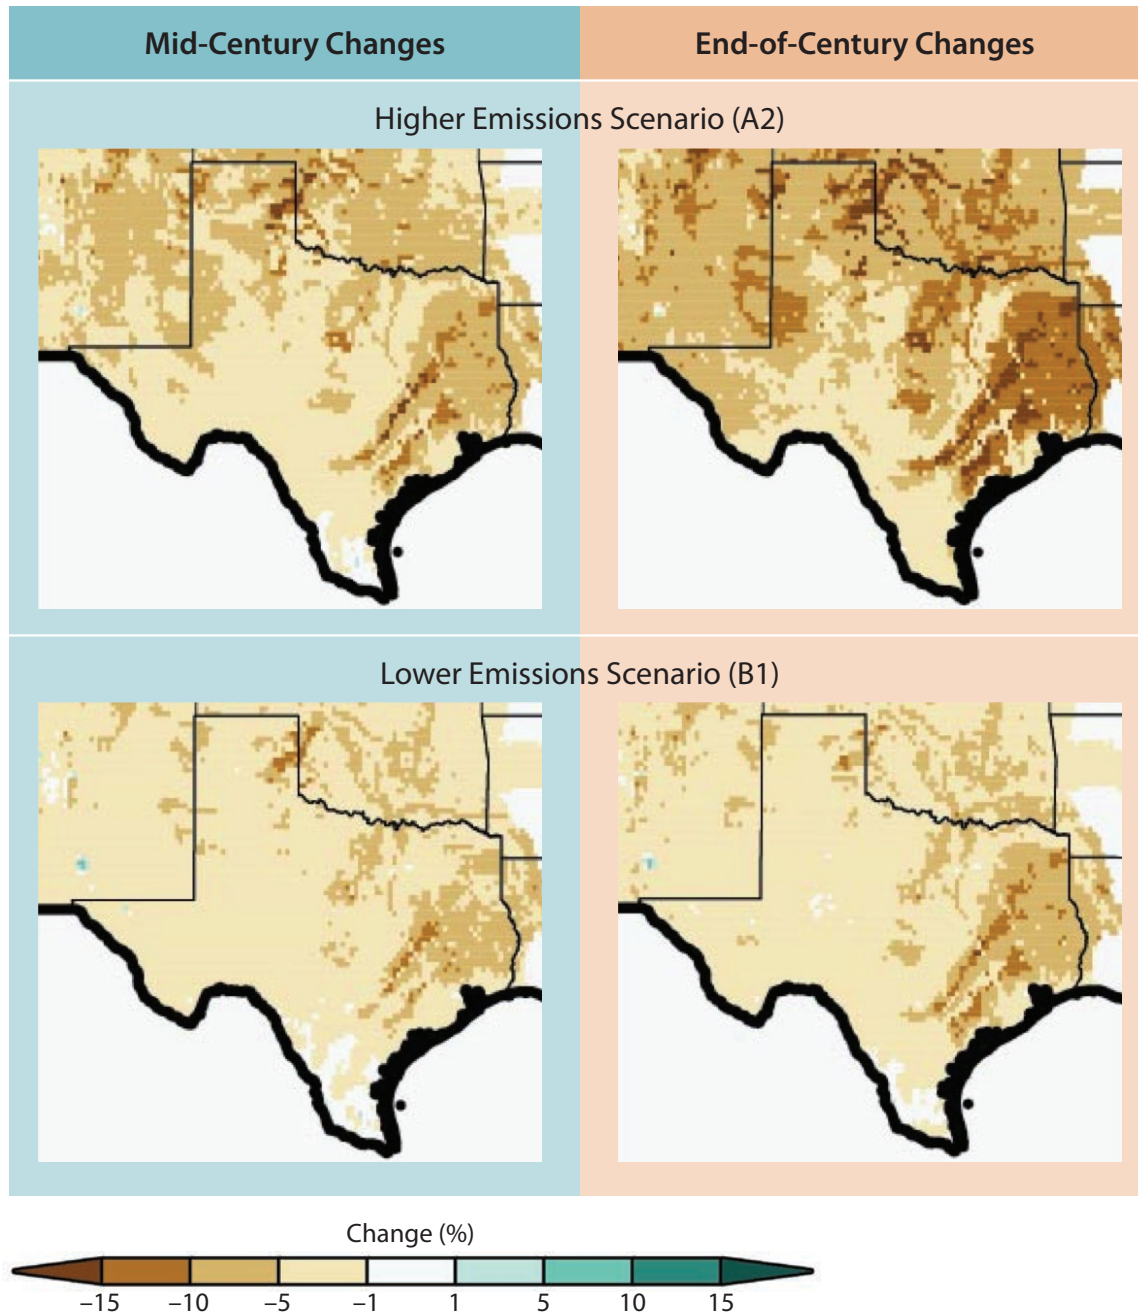 Mid-Century Changes
End-of-Century Changes
Higher Emissions Scenario (A2)
Lower Emissions Scenario (B1)
Change (%)
−15 −10 −5 −1 1 5 10 15